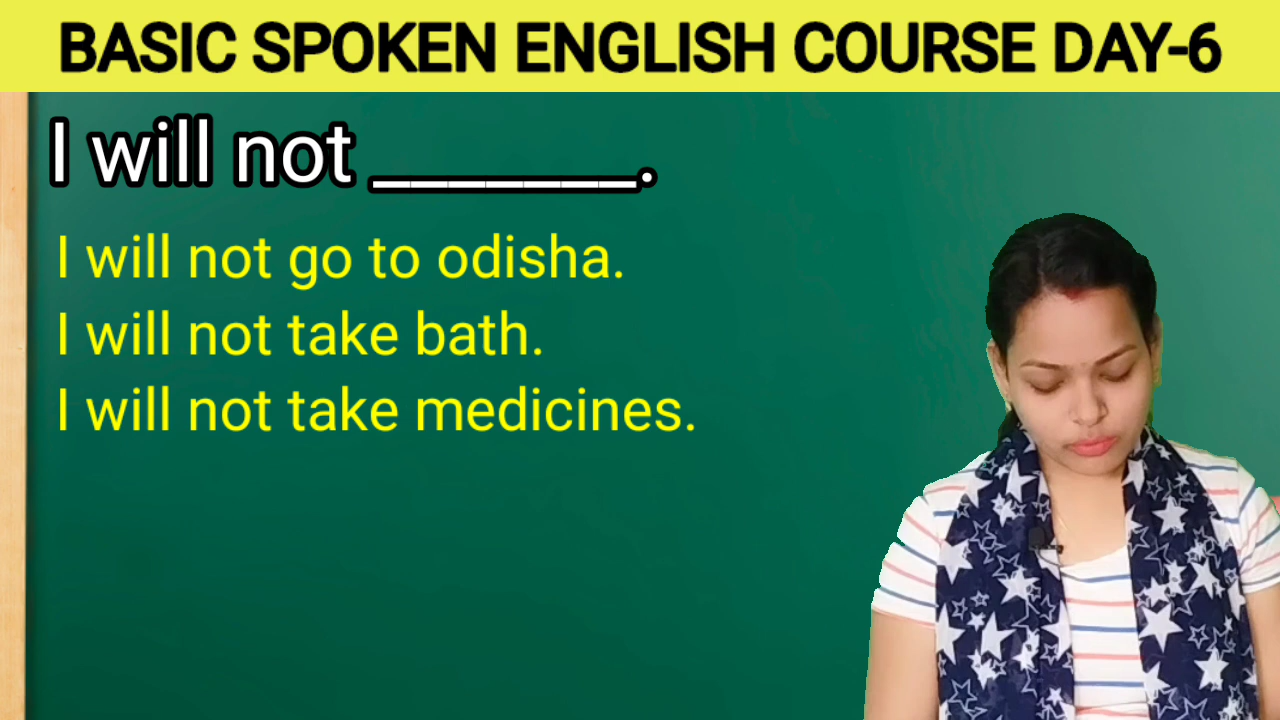 BASIC SPOKEN ENGLISH COURSE DAY-6
I will not _______.
I will not go to odisha.
I will not take bath.
I will not take medicines.